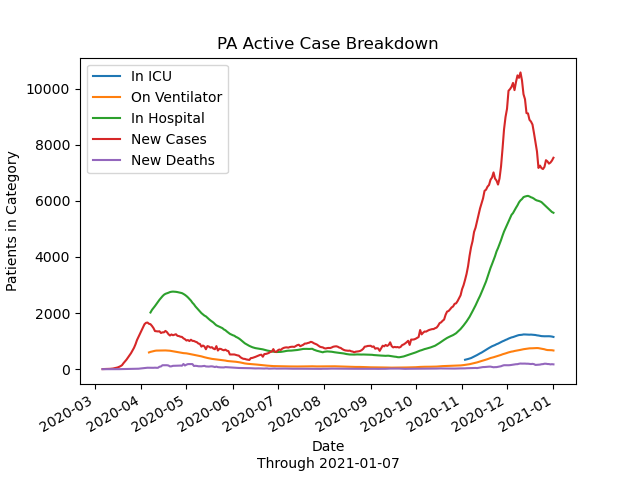 PA Active Case Breakdown
In ICU
On Ventilator
In Hospital
New Cases
New Deaths
Patients in Category
10000
8000
6000
4000
2000
0
2020-03
2020-04
2020-05
2020-06
2020-07
2020-08
2020-09
2020-10
2020-11
2020-12
2021-01
Date
Through 2021-01-07